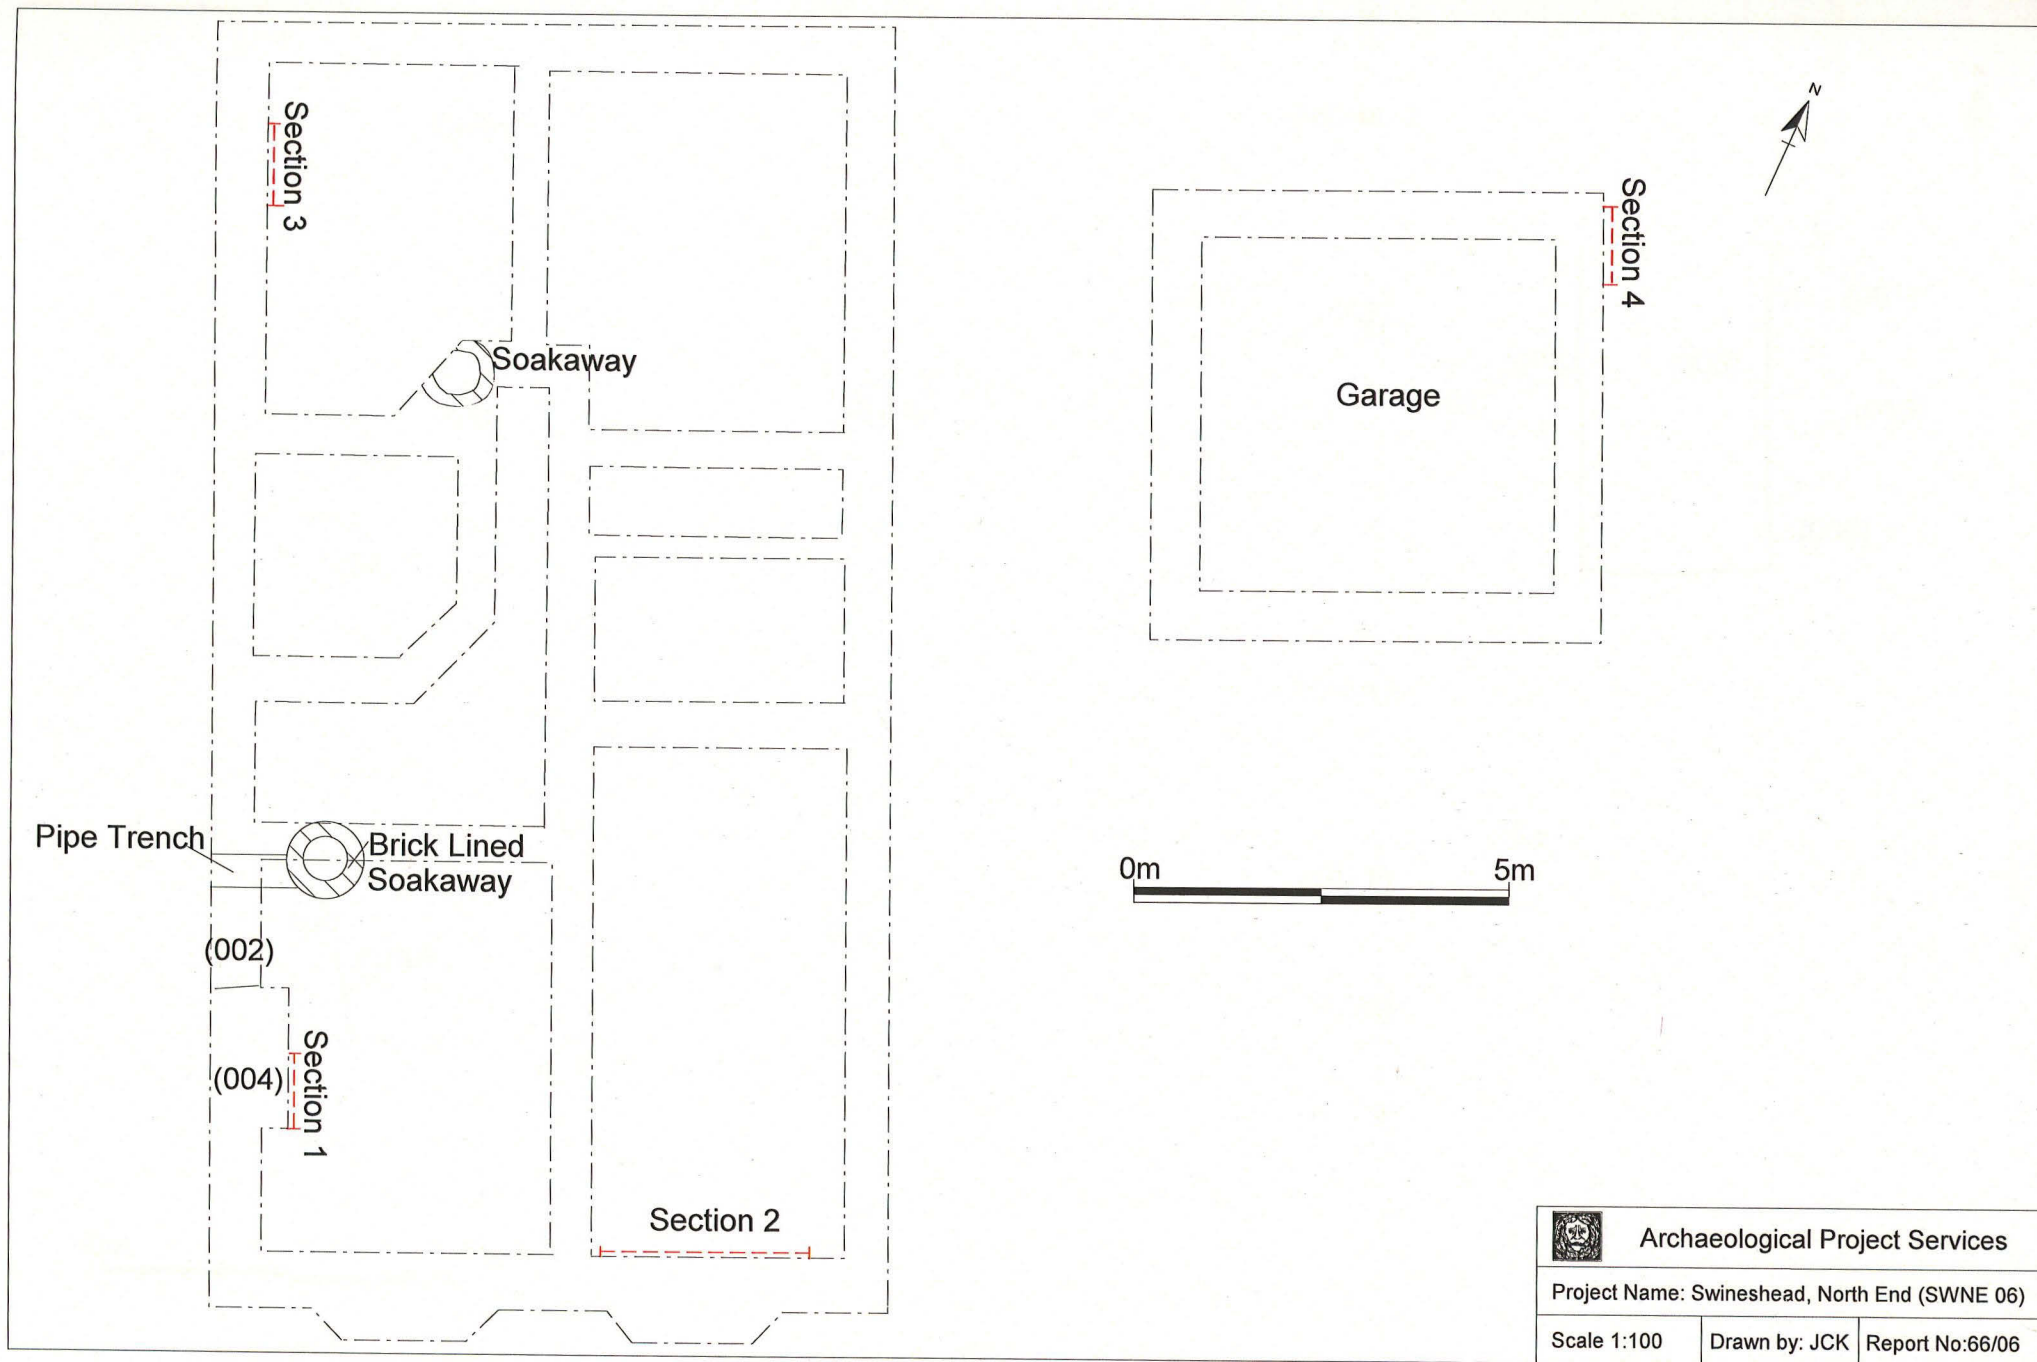 N
Section 3
Section 4
Soakaway
Garage
Pipe Trench
Brick Lined
Soakaway
0m
5m
(002)
(004)
Section 1
Section 2
Archaeological Project Services
Project Name: Swineshead, North End (SWNE 06)
Scale 1:100
Drawn by: JCK
Report No:66/06